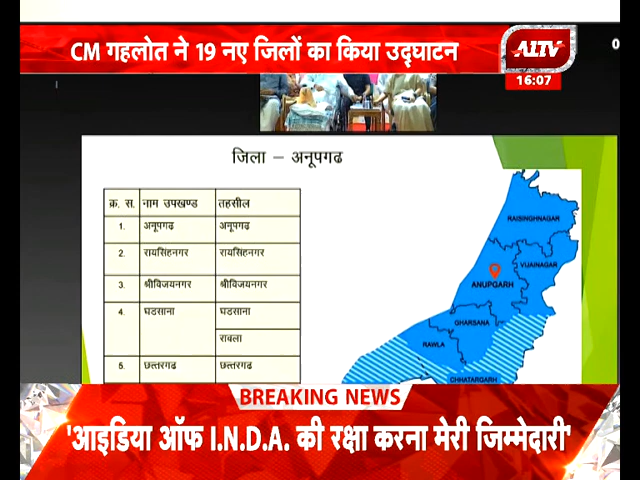 CM गहलोत ने 19 नए जिलों का किया उद्घाटन
AITV
16:07
जिला – अनूपगढ
क्र. स. नाम उपखण्ड तहसील
1. अनूपगढ अनूपगढ
2. रायसिंहनगर रायसिंहनगर
3. श्रीविजयनगर श्रीविजयनगर
4. घडसाना घडसाना
रावला
5. छत्तरगढ छत्तरगढ
RAISINGHNAGAR
VIJAINAGAR
ANUPGARH
GHARSANA
RAWLA
CHHATARGARH
BREAKING NEWS
'आइडिया ऑफ I.N.D.A. की रक्षा करना मेरी जिम्मेदारी'